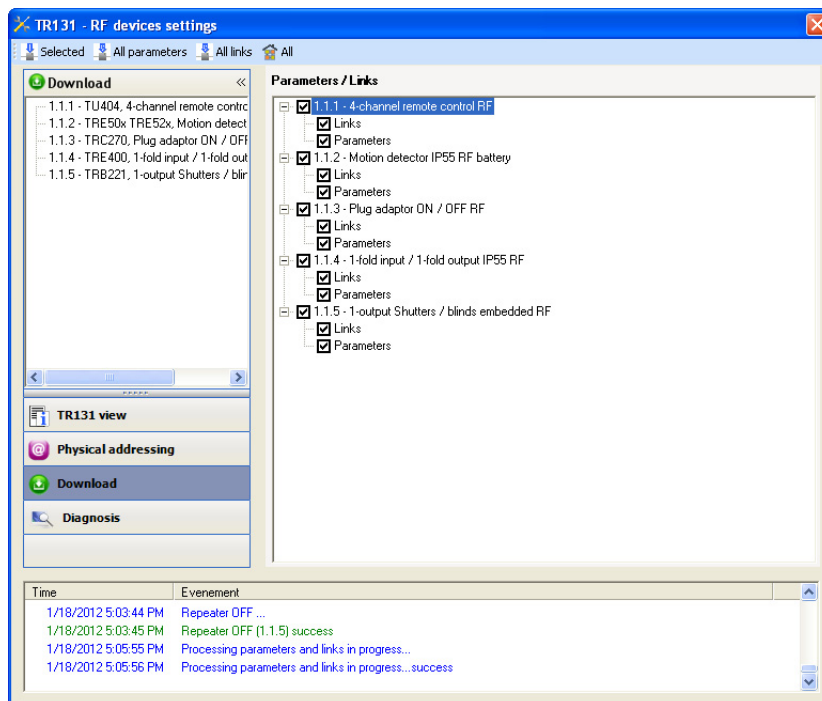 TR131 - RF devices settings
Selected All parameters All links All
Download «
1.1.1 - TU404, 4-channel remote contrc
1.1.2 - TRE50x TRE52x, Motion detect
1.1.3 - TRC270, Plug adaptor ON / OFF
1.1.4 - TRE400, 1-fold input / 1-fold out
1.1.5 - TRB221, 1-output Shutters / blin
TR131 view
Physical addressing
Download
Diagnosis
Parameters / Links
1.1.1 - 4-channel remote control RF
Links
Parameters
1.1.2 - Motion detector IP55 RF battery
Links
Parameters
1.1.3 - Plug adaptor ON / OFF RF
Links
Parameters
1.1.4 - 1-fold input / 1-fold output IP55 RF
Links
Parameters
1.1.5 - 1-output Shutters / blinds embedded RF
Links
Parameters
Time Evenement
1/18/2012 5:03:44 PM Repeater OFF ...
1/18/2012 5:03:45 PM Repeater OFF (1.1.5) success
1/18/2012 5:05:55 PM Processing parameters and links in progress...
1/18/2012 5:05:56 PM Processing parameters and links in progress...success